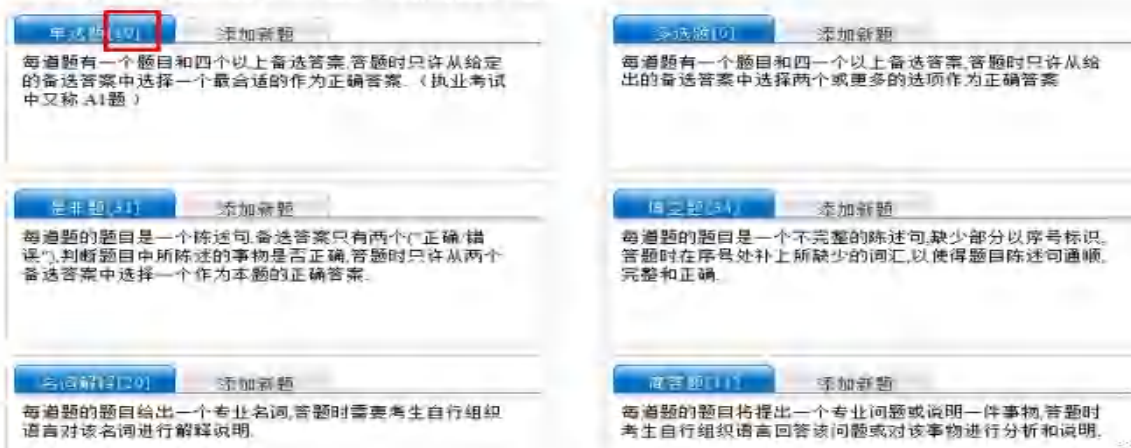 单选题[10] 添加新题
每道题有一个题目和四个以上备选答案,答题时只许从给定
的备选答案中选择一个最合适的作为正确答案. (执业考试
中又称 A1题 )
多选题[0] 添加新题
每道题有一个题目和四一个以上备选答案,答题时只许从给
出的备选答案中选择两个或更多的选项作为正确答案
是非题[31] 添加新题
每道题的题目是一个陈述句,备选答案只有两个("正确/错
误"),判断题目中所陈述的事物是否正确,答题时只许从两个
备选答案中选择一个作为本题的正确答案.
填空题[34] 添加新题
每道题的题目是一个不完整的陈述句,缺少部分以序号标识,
答题时在序号处补上所缺少的词汇,以使得题目陈述句通顺,
完整和正确.
名词解释[20] 添加新题
每道题的题目给出一个专业名词,答题时需要考生自行组织
语言对该名词进行解释说明.
简答题[11] 添加新题
每道题的题目将提出一个专业问题或说明一件事物,答题时
考生自行组织语言回答该问题或对该事物进行分析和说明.